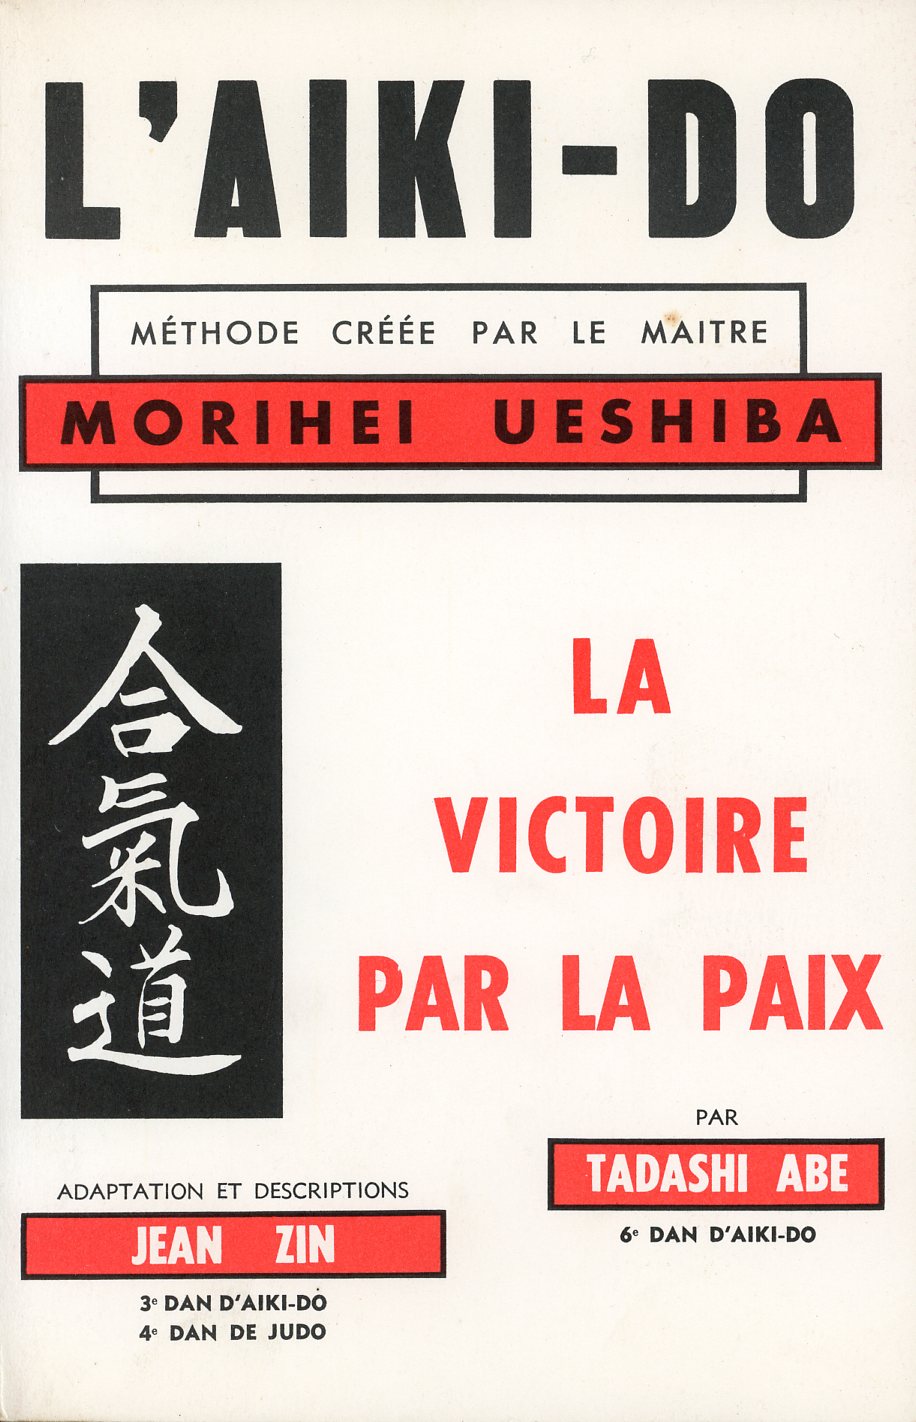 L'AIKI-DO
MÉTHODE CRÉÉE PAR LE MAITRE
MORIHEI UESHIBA
合
氣
道
LA
VICTOIRE
PAR LA PAIX
PAR
TADASHI ABE
6e DAN D'AIKI-DO
ADAPTATION ET DESCRIPTIONS
JEAN ZIN
3e DAN D'AIKI-DO
4e DAN DE JUDO